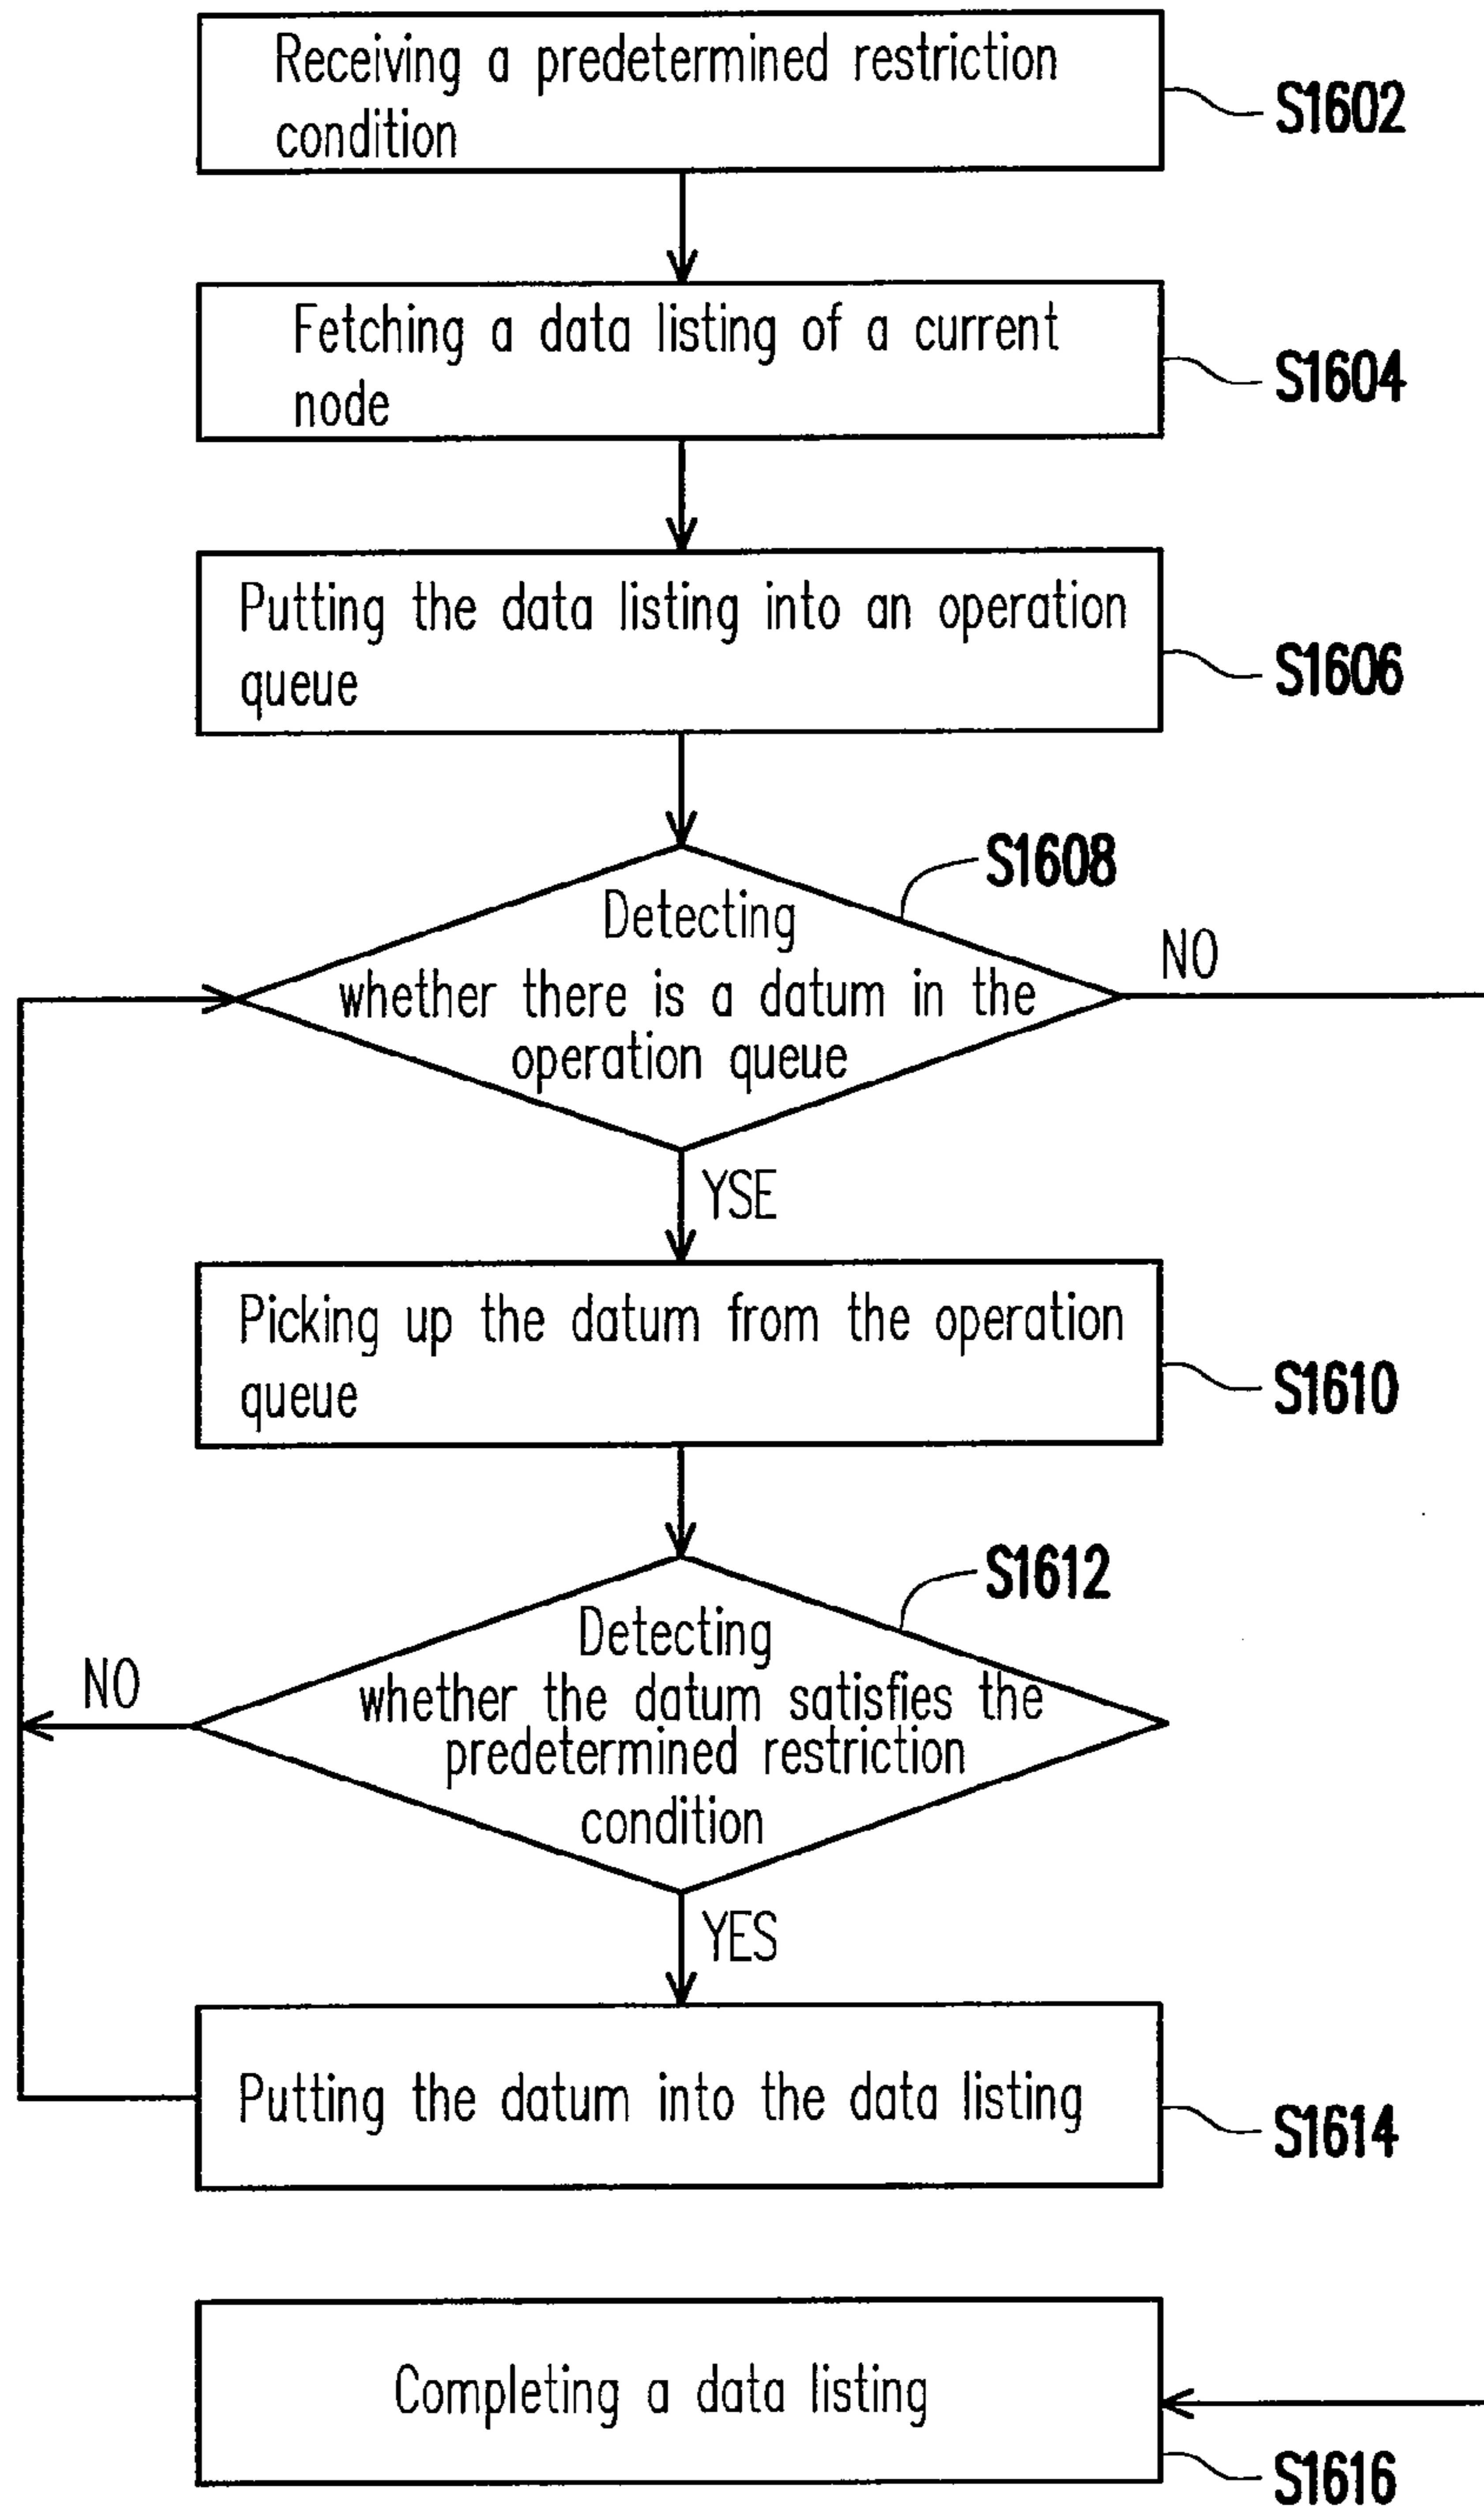 Receiving a predetermined restriction
condition
S1602
Fetching a data listing of a current
node
S1604
Putting the data listing into an operation
queue
S1606
S1608
Detecting
whether there is a datum in the
operation queue
NO
YSE
Picking up the datum from the operation
queue
S1610
S1612
Detecting
whether the datum satisfies the
predetermined restriction
condition
NO
YES
Putting the datum into the data listing
S1614
Completing a data listing
S1616